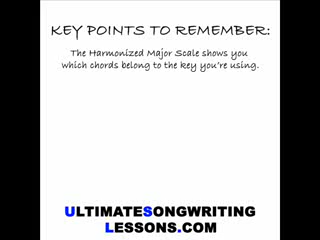 KEY POINTS TO REMEMBER:
The Harmonized Major Scale shows you
which chords belong to the key you're using.
ULTIMATESONGWRITING
LESSONS.COM